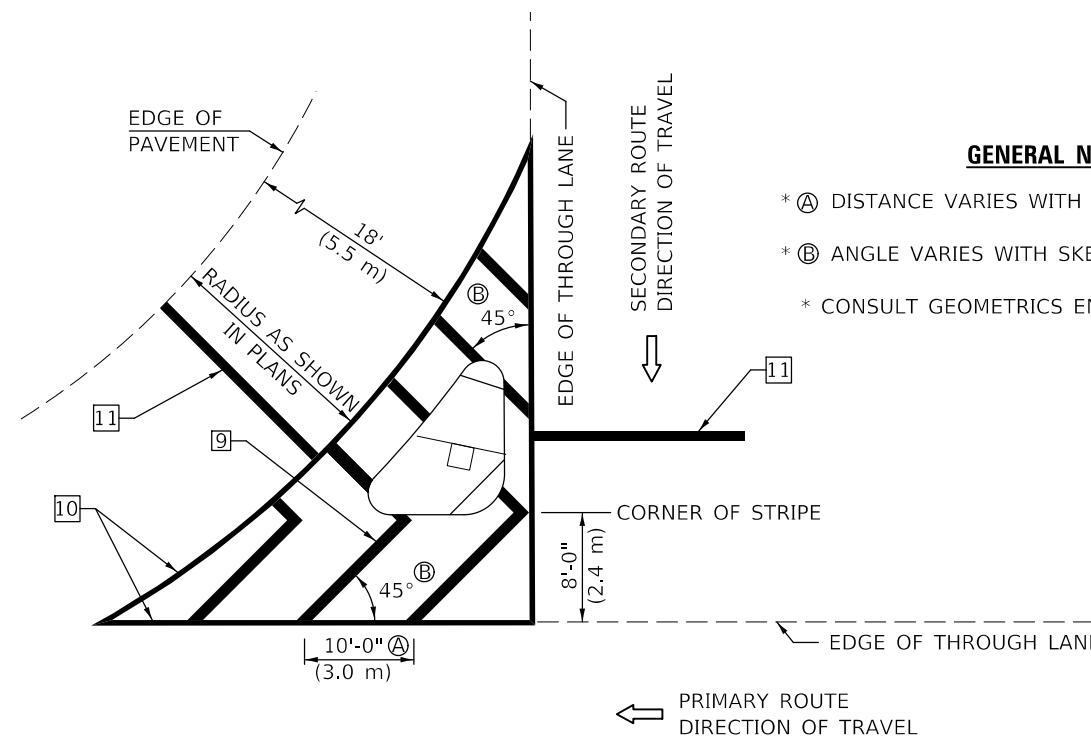 EDGE OF
PAVEMENT
18'
(5.5 m)
RADIUS AS SHOWN
IN PLANS
B
45°
EDGE OF THROUGH LANE
SECONDARY ROUTE
DIRECTION OF TRAVEL
GENERAL N
* A DISTANCE VARIES WITH
* B ANGLE VARIES WITH SKE
* CONSULT GEOMETRICS EN
11
11
9
10
CORNER OF STRIPE
8'-0"
(2.4 m)
45° B
10'-0" A
(3.0 m)
EDGE OF THROUGH LANE
PRIMARY ROUTE
DIRECTION OF TRAVEL